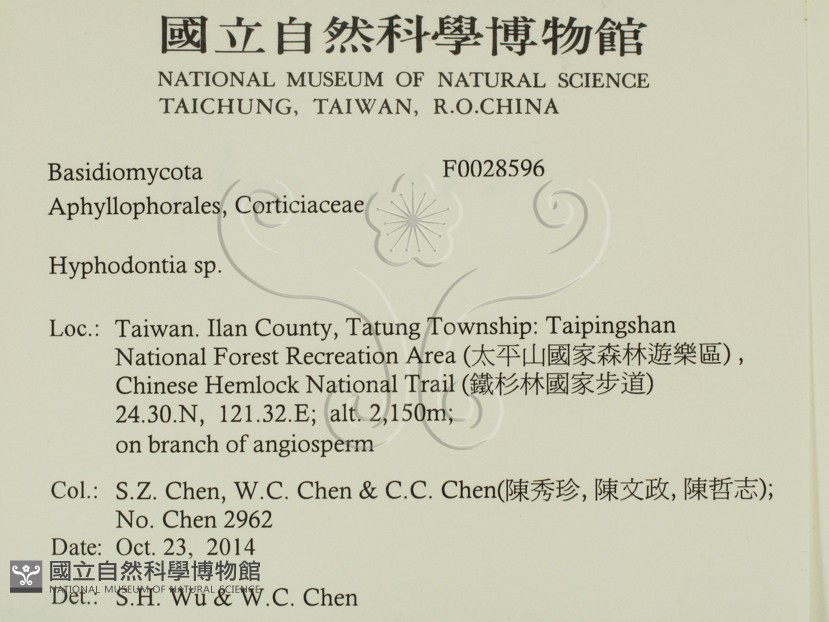 國立自然科學博物館
NATIONAL MUSEUM OF NATURAL SCIENCE
TAICHUNG, TAIWAN, R.O.CHINA
Basidiomycota F0028596
Aphyllophorales, Corticiaceae
Hyphodontia sp.
Loc.: Taiwan. Ilan County, Tatung Township: Taipingshan
National Forest Recreation Area (太平山國家森林遊樂區),
Chinese Hemlock National Trail (鐵杉林國家步道)
24.30.N, 121.32.E; alt. 2,150m;
on branch of angiosperm
Col.: S.Z. Chen, W.C. Chen & C.C. Chen(陳秀珍, 陳文政, 陳哲志);
No. Chen 2962
Date: Oct. 23, 2014
國立自然科學博物館
NATIONAL MUSEUM OF NATURAL SCIENCE
Det.: S.H. Wu & W.C. Chen